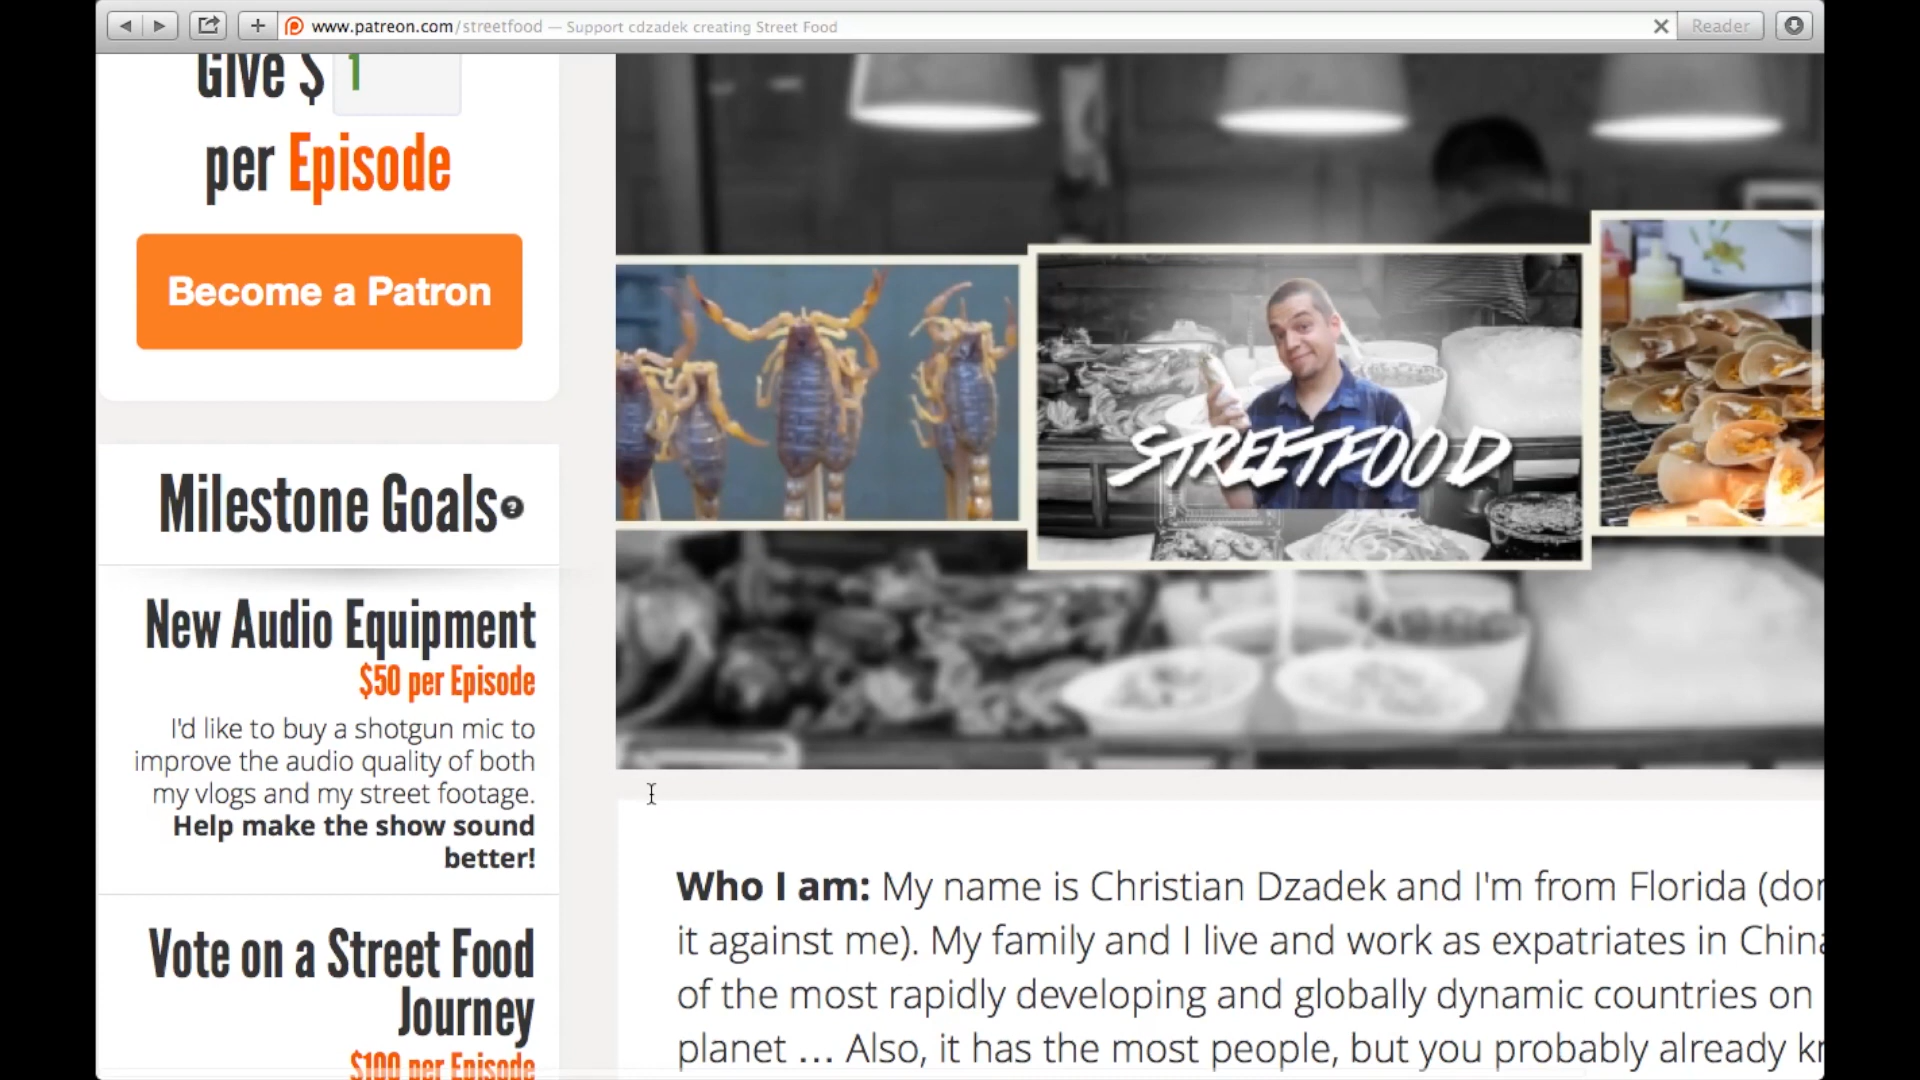 www.patreon.com/streetfood — Support cdzadek creating Street Food
Reader
Give $ 1
per Episode
Become a Patron
Milestone Goals
?
New Audio Equipment
$50 per Episode
I'd like to buy a shotgun mic to
improve the audio quality of both
my vlogs and my street footage.
Help make the show sound
better!
Vote on a Street Food
Journey
$100 per Episode
STREETFOOD
Who I am: My name is Christian Dzadek and I'm from Florida
it against me). My family and I live and work as expatriates in
of the most rapidly developing and globally dynamic countries on
planet ... Also, it has the most people, but you probably already